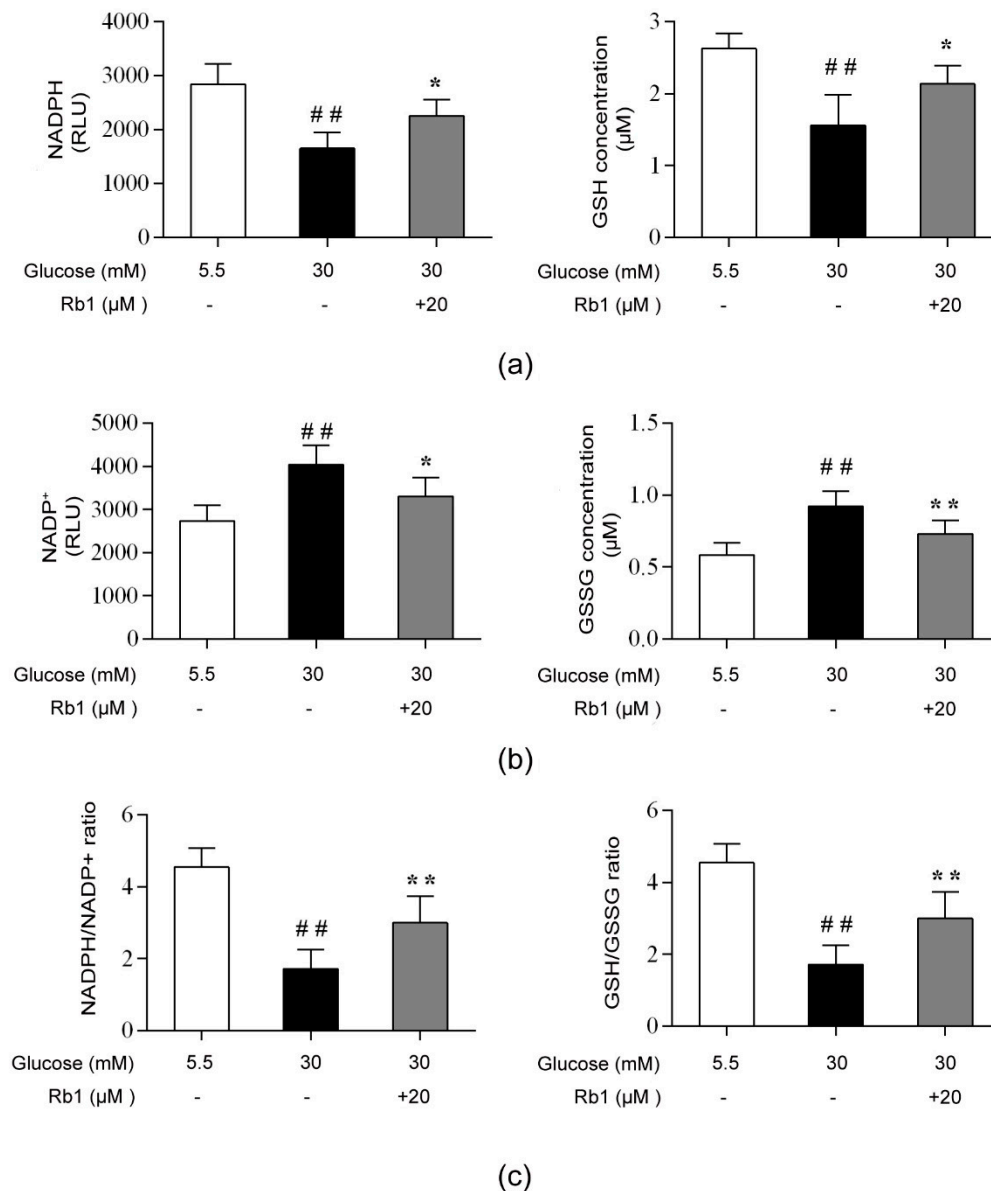 NADPH
(RLU)
4000
3000
2000
1000
0
# #
*
Glucose (mM) 5.5 30 30
Rb1 (µM ) - - +20
GSH concentration
(µM)
3
2
1
0
# #
*
5.5 30 30
- - +20
(a)
NADP+
(RLU)
5000
4000
3000
2000
1000
0
# #
*
Glucose (mM) 5.5 30 30
Rb1 (µM ) - - +20
GSSG concentration
(µM)
1.5
1.0
0.5
0.0
# #
* *
Glucose (mM) 5.5 30 30
Rb1 (µM ) - - +20
(b)
NADPH/NADP+ ratio
6
4
2
0
# #
* *
Glucose (mM) 5.5 30 30
Rb1 (µM ) - - +20
GSH/GSSG ratio
6
4
2
0
# #
* *
Glucose (mM) 5.5 30 30
Rb1 (µM ) - - +20
(c)